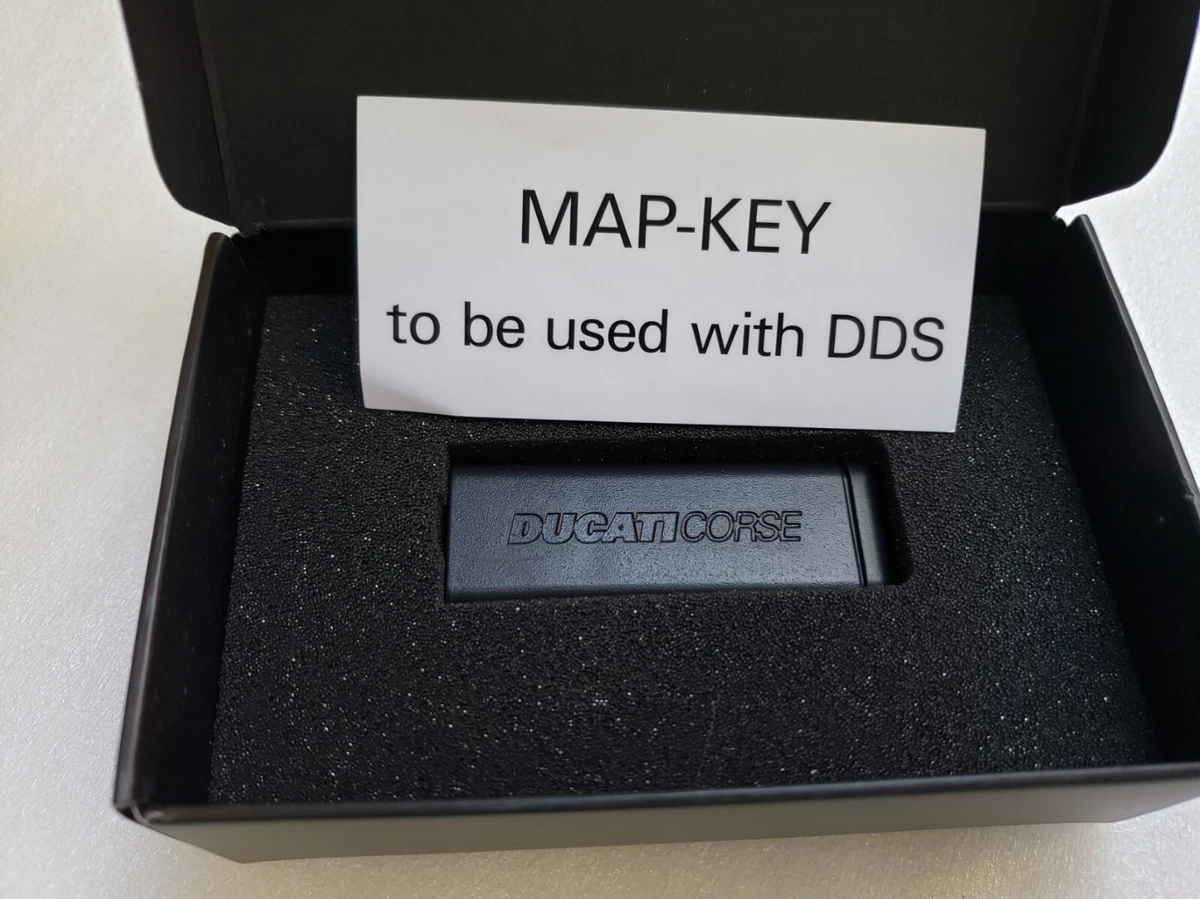 MAP-KEY
to be used with DDS
DUCATICORSE